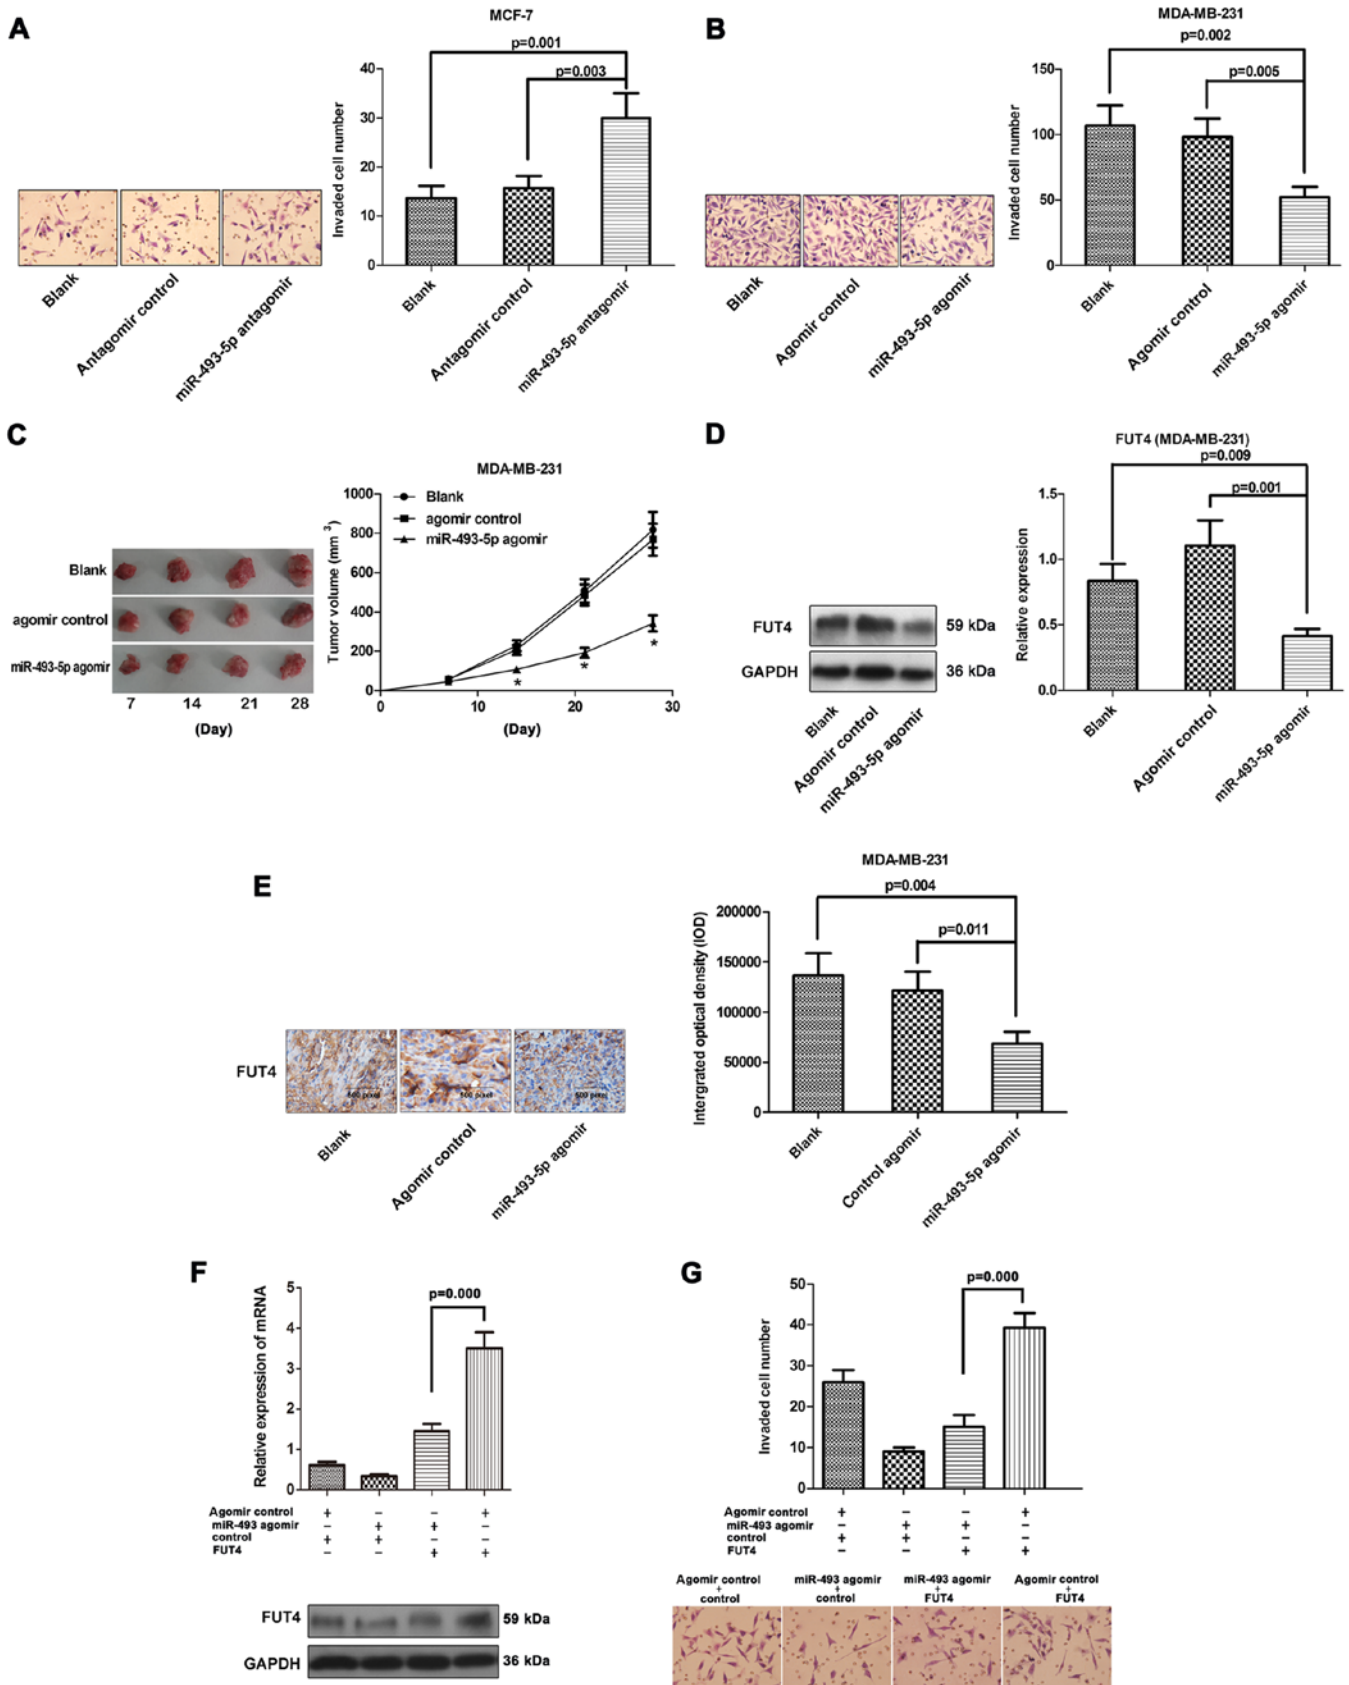 A
MCF-7
p=0.001
p=0.003
Invaded cell number
40
30
20
10
0
Blank
Antagomir control
miR-493-5p antagomir
Blank
Antagomir control
miR-493-5p antagomir
B
MDA-MB-231
p=0.002
p=0.005
Invaded cell number
150
100
50
0
Blank
Agomir control
miR-493-5p agomir
Blank
Agomir control
miR-493-5p agomir
C
Blank
agomir control
miR-493-5p agomir
7 14 21 28
(Day)
MDA-MB-231
Tumor volume (mm 3)
1000
800
600
400
200
0
Blank
agomir control
miR-493-5p agomir
* * *
0 10 20 30
(Day)
D
FUT4 59 kDa
GAPDH 36 kDa
Blank
Agomir control
miR-493-5p agomir
FUT4 (MDA-MB-231)
p=0.009
p=0.001
Relative expression
1.5
1.0
0.5
0.0
Blank
Agomir control
miR-493-5p agomir
E
FUT4
500 pixel
500 pixel
500 pixel
Blank
Agomir control
miR-493-5p agomir
MDA-MB-231
p=0.004
p=0.011
Intergrated optical density (IOD)
200000
150000
100000
50000
0
Blank
Control agomir
miR-493-5p agomir
F
p=0.000
Relative expression of mRNA
5
4
3
2
1
0
Agomir control + − − +
miR-493 agomir − + + −
control + + − −
FUT4 − − + +
FUT4 59 kDa
GAPDH 36 kDa
G
p=0.000
Invaded cell number
50
40
30
20
10
0
Agomir control + − − +
miR-493 agomir − + + −
control + + − −
FUT4 − − + +
Agomir control + control
miR-493 agomir + control
miR-493 agomir + FUT4
Agomir control + FUT4